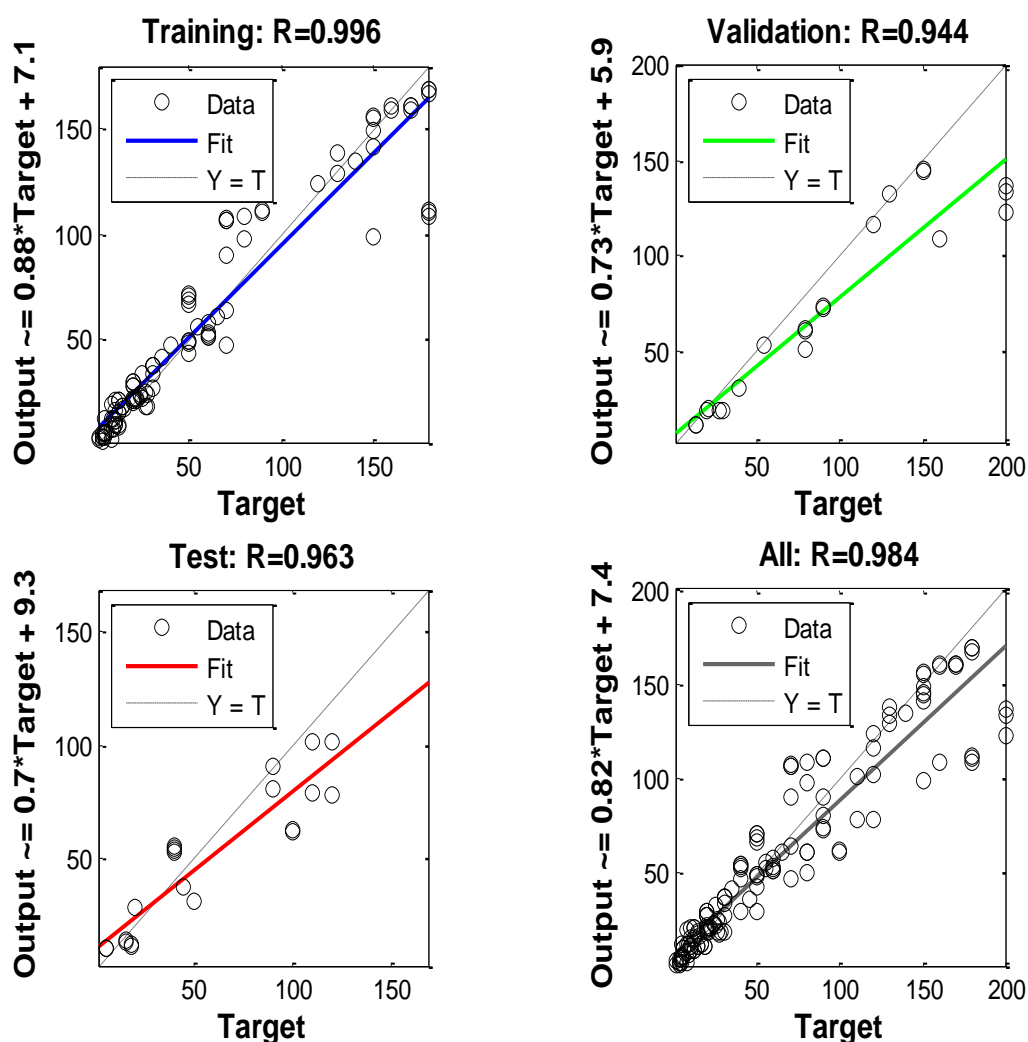 Training: R=0.996
Output ~= 0.88*Target + 7.1
Data
Fit
Y = T
150
100
50
50
100
150
Target
Validation: R=0.944
Output ~= 0.73*Target + 5.9
Data
Fit
Y = T
200
150
100
50
50
100
150
200
Target
Test: R=0.963
Output ~= 0.7*Target + 9.3
Data
Fit
Y = T
150
100
50
50
100
150
Target
All: R=0.984
Output ~= 0.82*Target + 7.4
Data
Fit
Y = T
200
150
100
50
50
100
150
200
Target